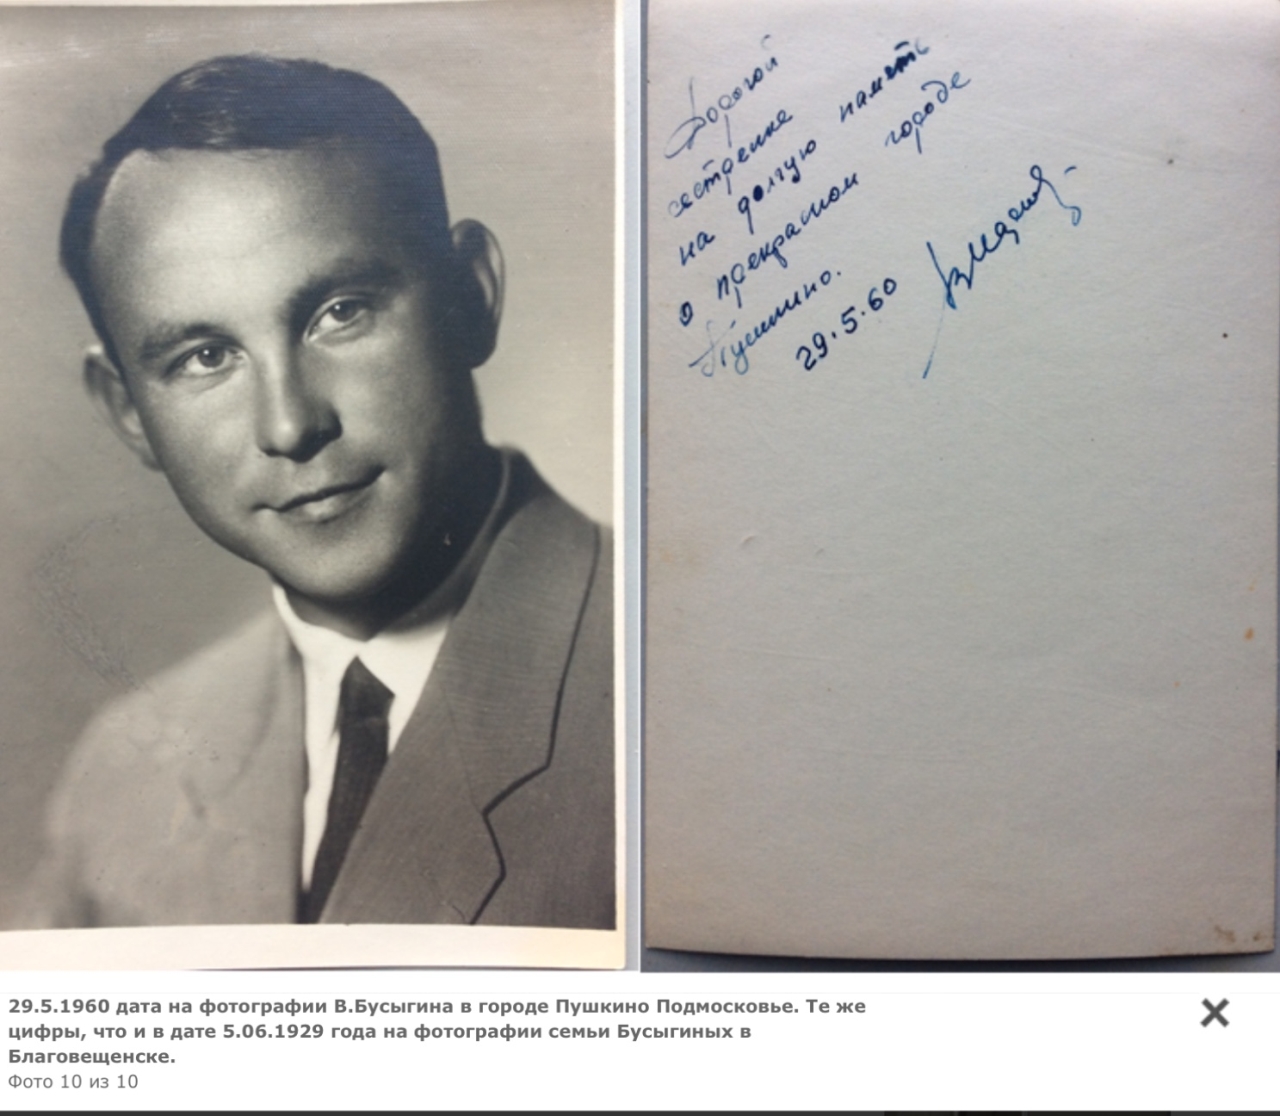 Дорогой
сестренке
на долгую память
о прекрасном городе
Пушкино.
29.5.60
29.5.1960 дата на фотографии В.Бусыгина в городе Пушкино Подмосковье. Те же
цифры, что и в дате 5.06.1929 года на фотографии семьи Бусыгиных в
Благовещенске.
Фото 10 из 10